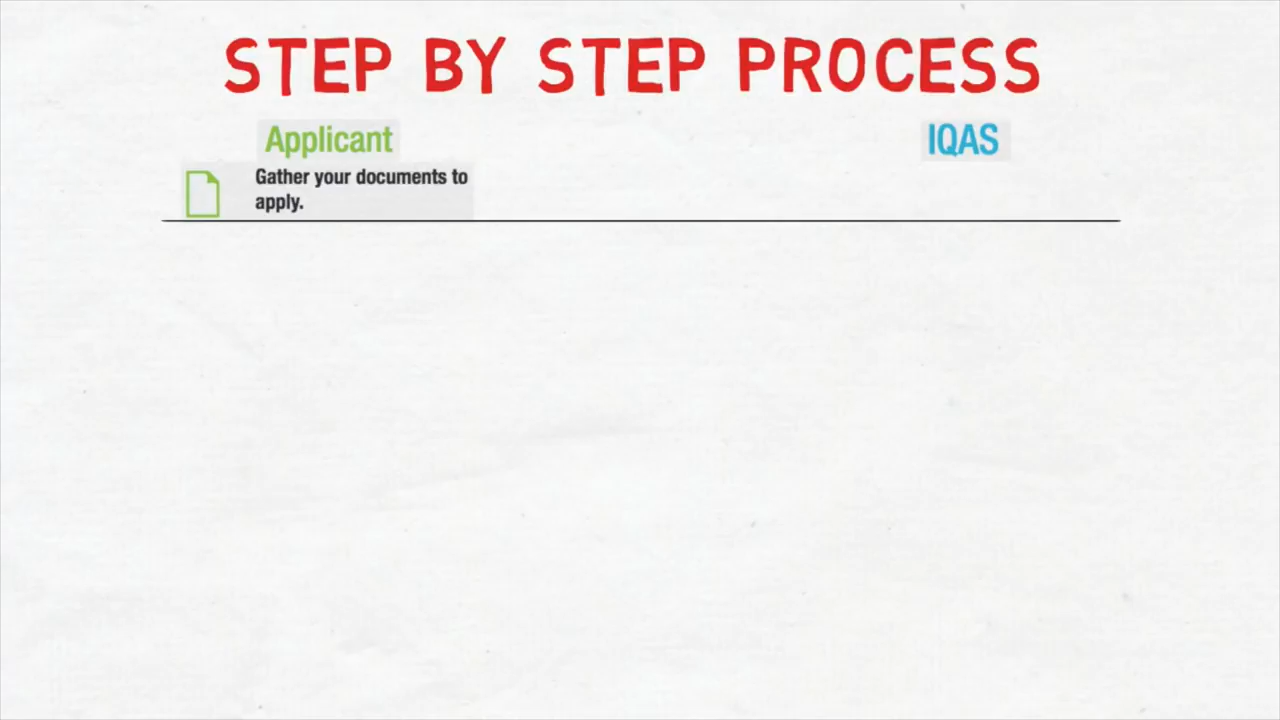 STEP BY STEP PROCESS
Applicant
IQAS
Gather your documents to
apply.